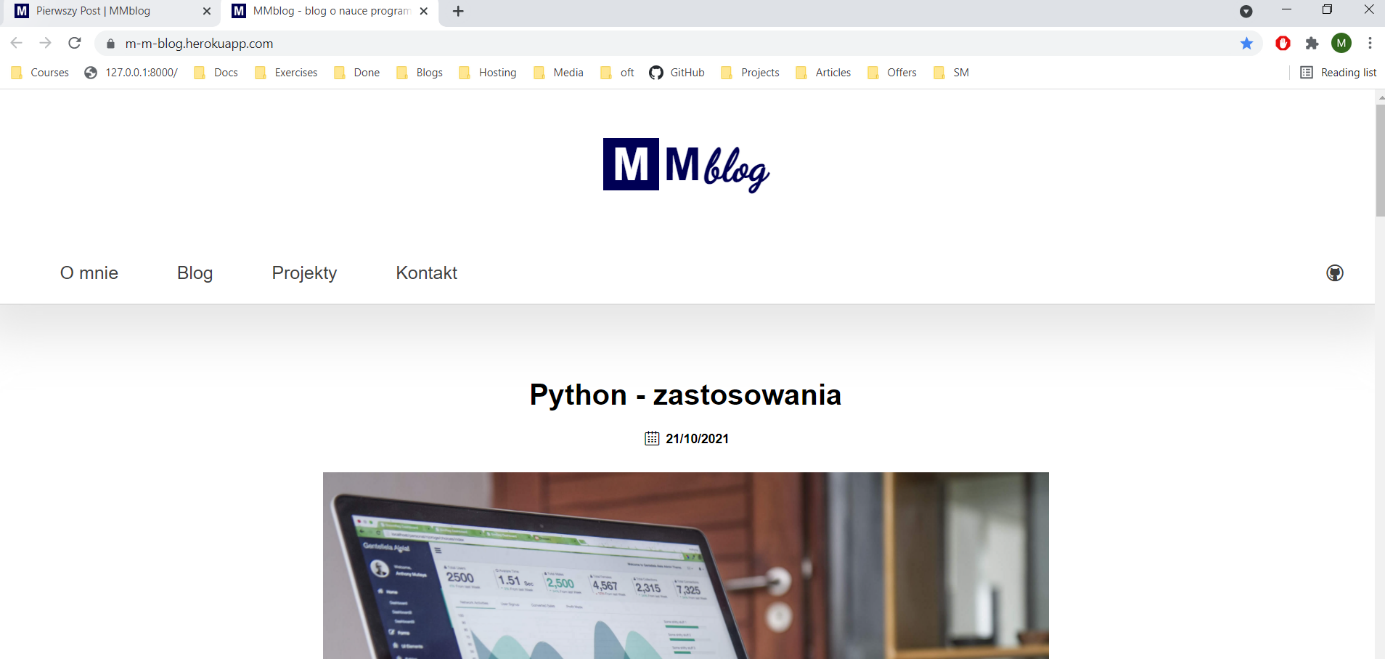 Pierwszy Post | MMblog
MMblog - blog o nauce program
m-m-blog.herokuapp.com
M
Courses
127.0.0.1:8000/
Docs
Exercises
Done
Blogs
Hosting
Media
oft
GitHub
Projects
Articles
Offers
SM
Reading list
MMblog
O mnie
Blog
Projekty
Kontakt
Python - zastosowania
21/10/2021
Gentelella Alela!
2500
1.51 Sec
2,500
4,567
2,315
7,325